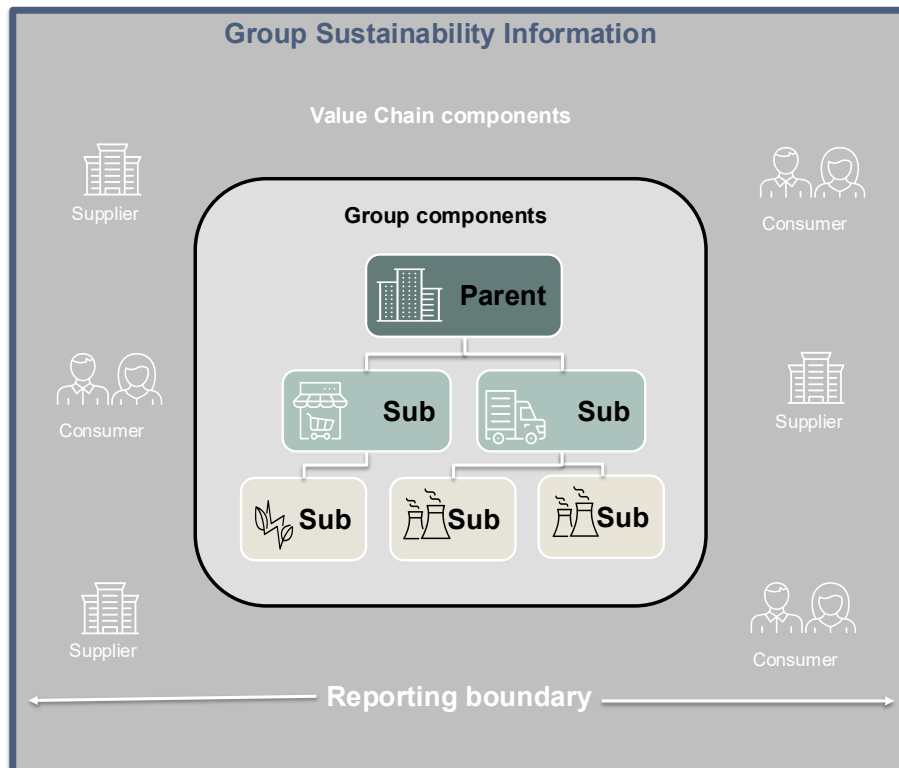 Group Sustainability Information
Value Chain components
Supplier
Consumer
Group components
Parent
Consumer
Sub
Sub
Supplier
Sub
Sub
Sub
Supplier
Consumer
Reporting boundary